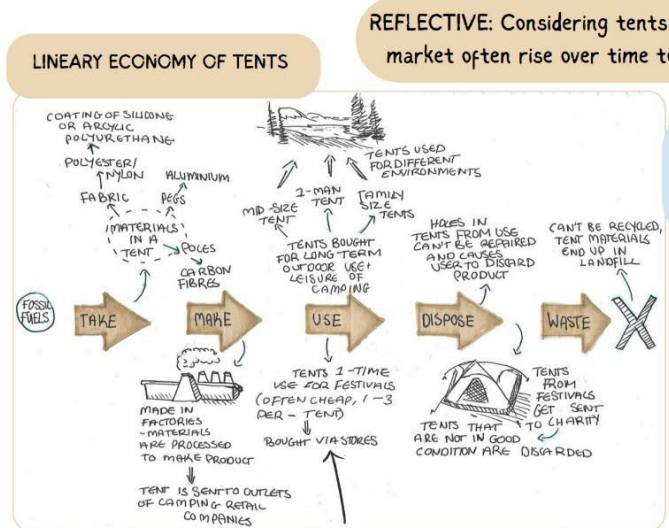 LINEARY ECONOMY OF TENTS
REFLECTIVE: Considering tents
market often rise over time t
COATING OF SILICONE
OR ARCYLIC
POLYURETHANE
POLYESTER/
NYLON
FABRIC
ALUMINIUM
PEGS
MATERIALS
IN A
TENT
POLES
CARBON
FIBRES
TENTS USED
FOR DIFFERENT
ENVIRONMENTS
MID-SIZE
TENT
2-MAN
TENT
FAMILY
SIZE
TENTS
TENTS BOUGHT
FOR LONG TERM
OUTDOOR USE+
LEISURE OF
CAMPING
HOLES IN
TENTS FROM USE
CAN'T BE REPAIRED
AND CAUSES
USER TO DISCARD
PRODUCT
CAN'T BE RECYCLED,
TENT MATERIALS
END UP IN
LANDFILL
FOSSIL
FUELS
TAKE
MAKE
USE
DISPOSE
WASTE
MADE IN
FACTORIES
-MATERIALS
ARE PROCESSED
TO MAKE PRODUCT
TENT IS SENT TO OUTLETS
OF CAMPING RETAIL
COMPANIES
TENTS 1-TIME
USE FOR FESTIVALS
(OFTEN CHEAP, 1-3
PER-TENT)
BOUGHT VIA STORES
TENTS
FROM
FESTIVALS
GET SENT
TO CHARITY
TENTS THAT
ARE NOT IN GOOD
CONDITION ARE DISCARDED